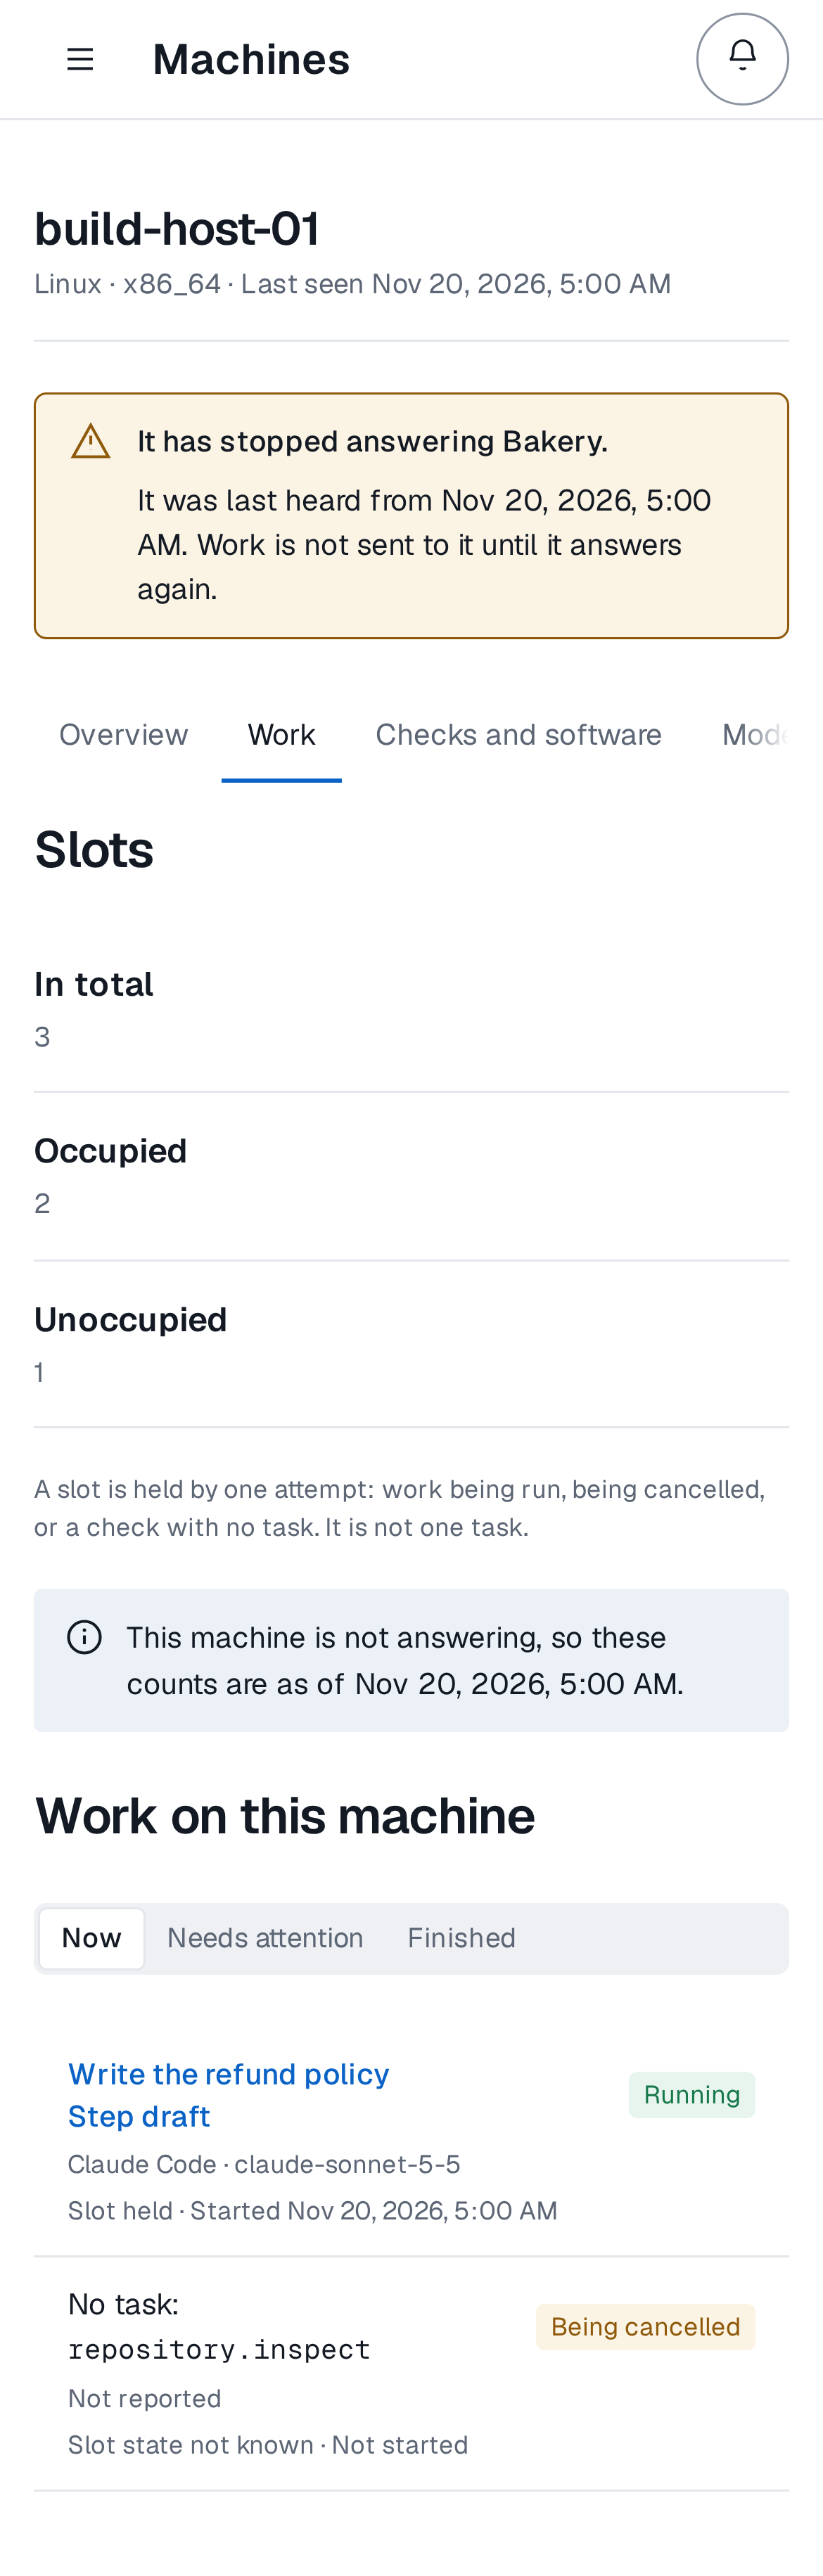 Machines
build-host-01
Linux · x86_64 · Last seen Nov 20, 2026, 5:00 AM
It has stopped answering Bakery.
It was last heard from Nov 20, 2026, 5:00
AM. Work is not sent to it until it answers
again.
Overview Work Checks and software Mode
Slots
In total
3
Occupied
2
Unoccupied
1
A slot is held by one attempt: work being run, being cancelled,
or a check with no task. It is not one task.
This machine is not answering, so these
counts are as of Nov 20, 2026, 5:00 AM.
Work on this machine
Now Needs attention Finished
Write the refund policy
Step draft
Running
Claude Code · claude-sonnet-5-5
Slot held · Started Nov 20, 2026, 5:00 AM
No task:
repository.inspect
Being cancelled
Not reported
Slot state not known · Not started